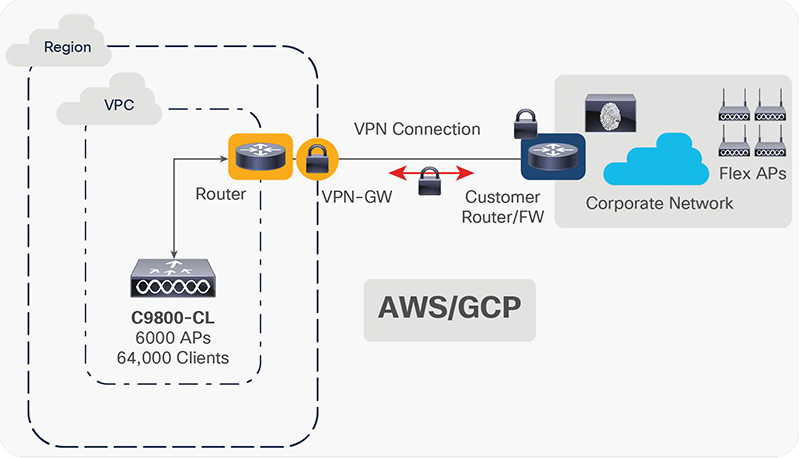 Region
VPC
VPN Connection
Router
VPN-GW
Customer
Router/FW
Flex APs
Corporate Network
C9800-CL
6000 APs
64,000 Clients
AWS/GCP